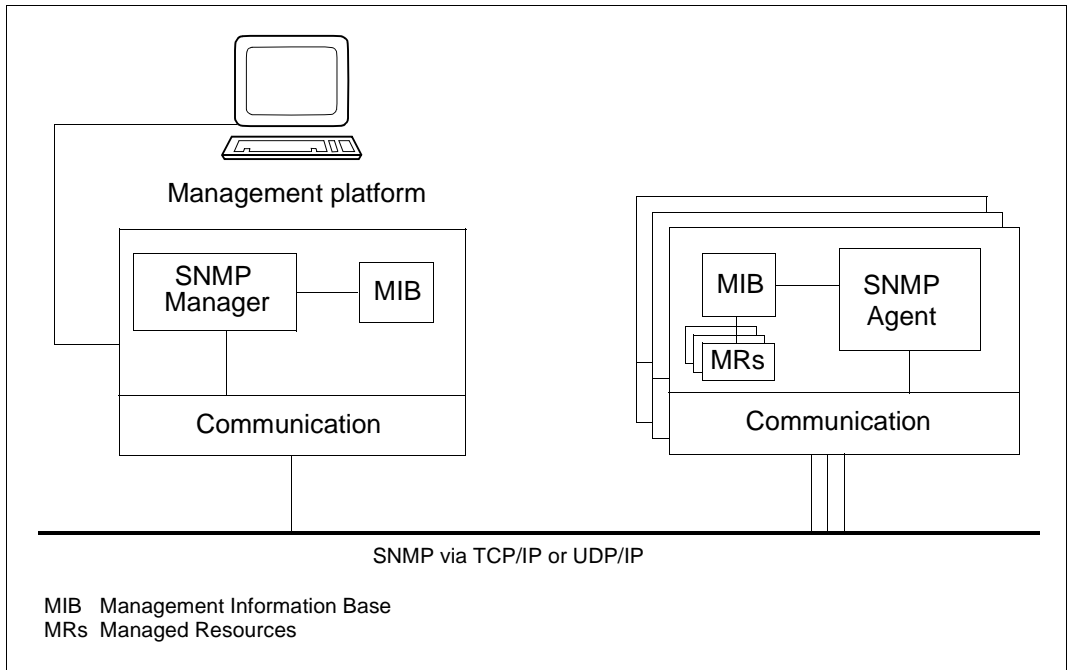 Management platform
SNMP
Manager
MIB
Communication
MIB
SNMP
Agent
MRs
Communication
SNMP via TCP/IP or UDP/IP
MIB Management Information Base
MRs Managed Resources